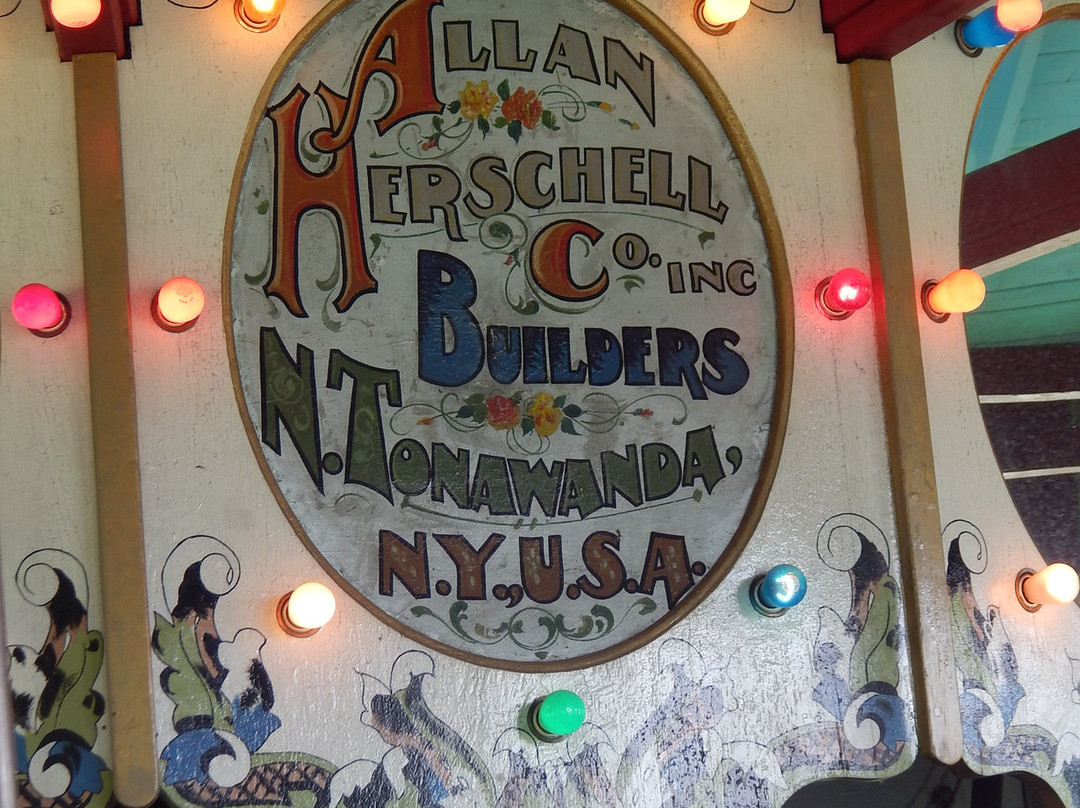 ALLAN
HERSCHELL
CO. INC
BUILDERS
N. TONAWANDA,
N.Y., U.S.A.